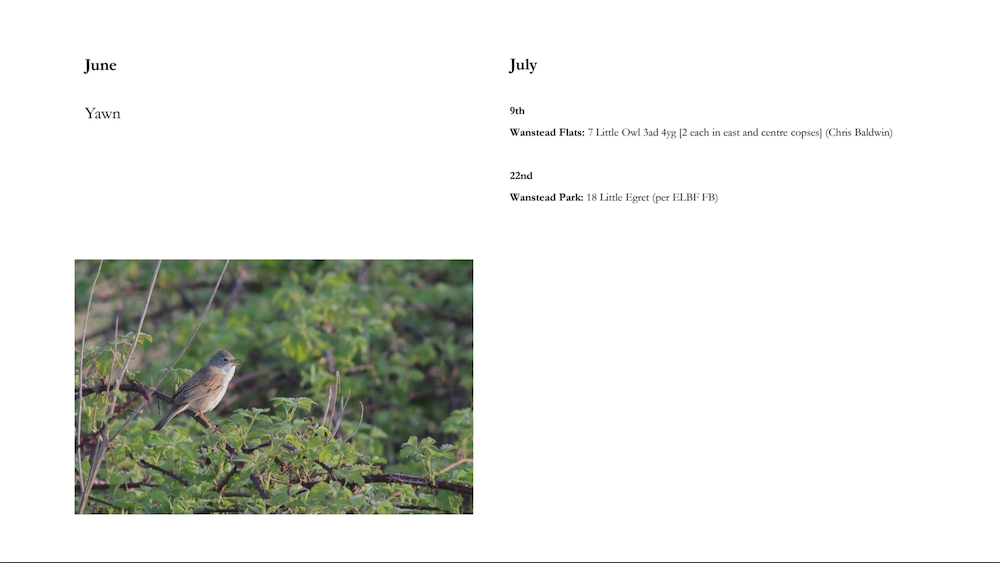 June
Yawn
July
9th
Wanstead Flats: 7 Little Owl 3ad 4yg [2 each in east and centre copses] (Chris Baldwin)
22nd
Wanstead Park: 18 Little Egret (per ELBF FB)